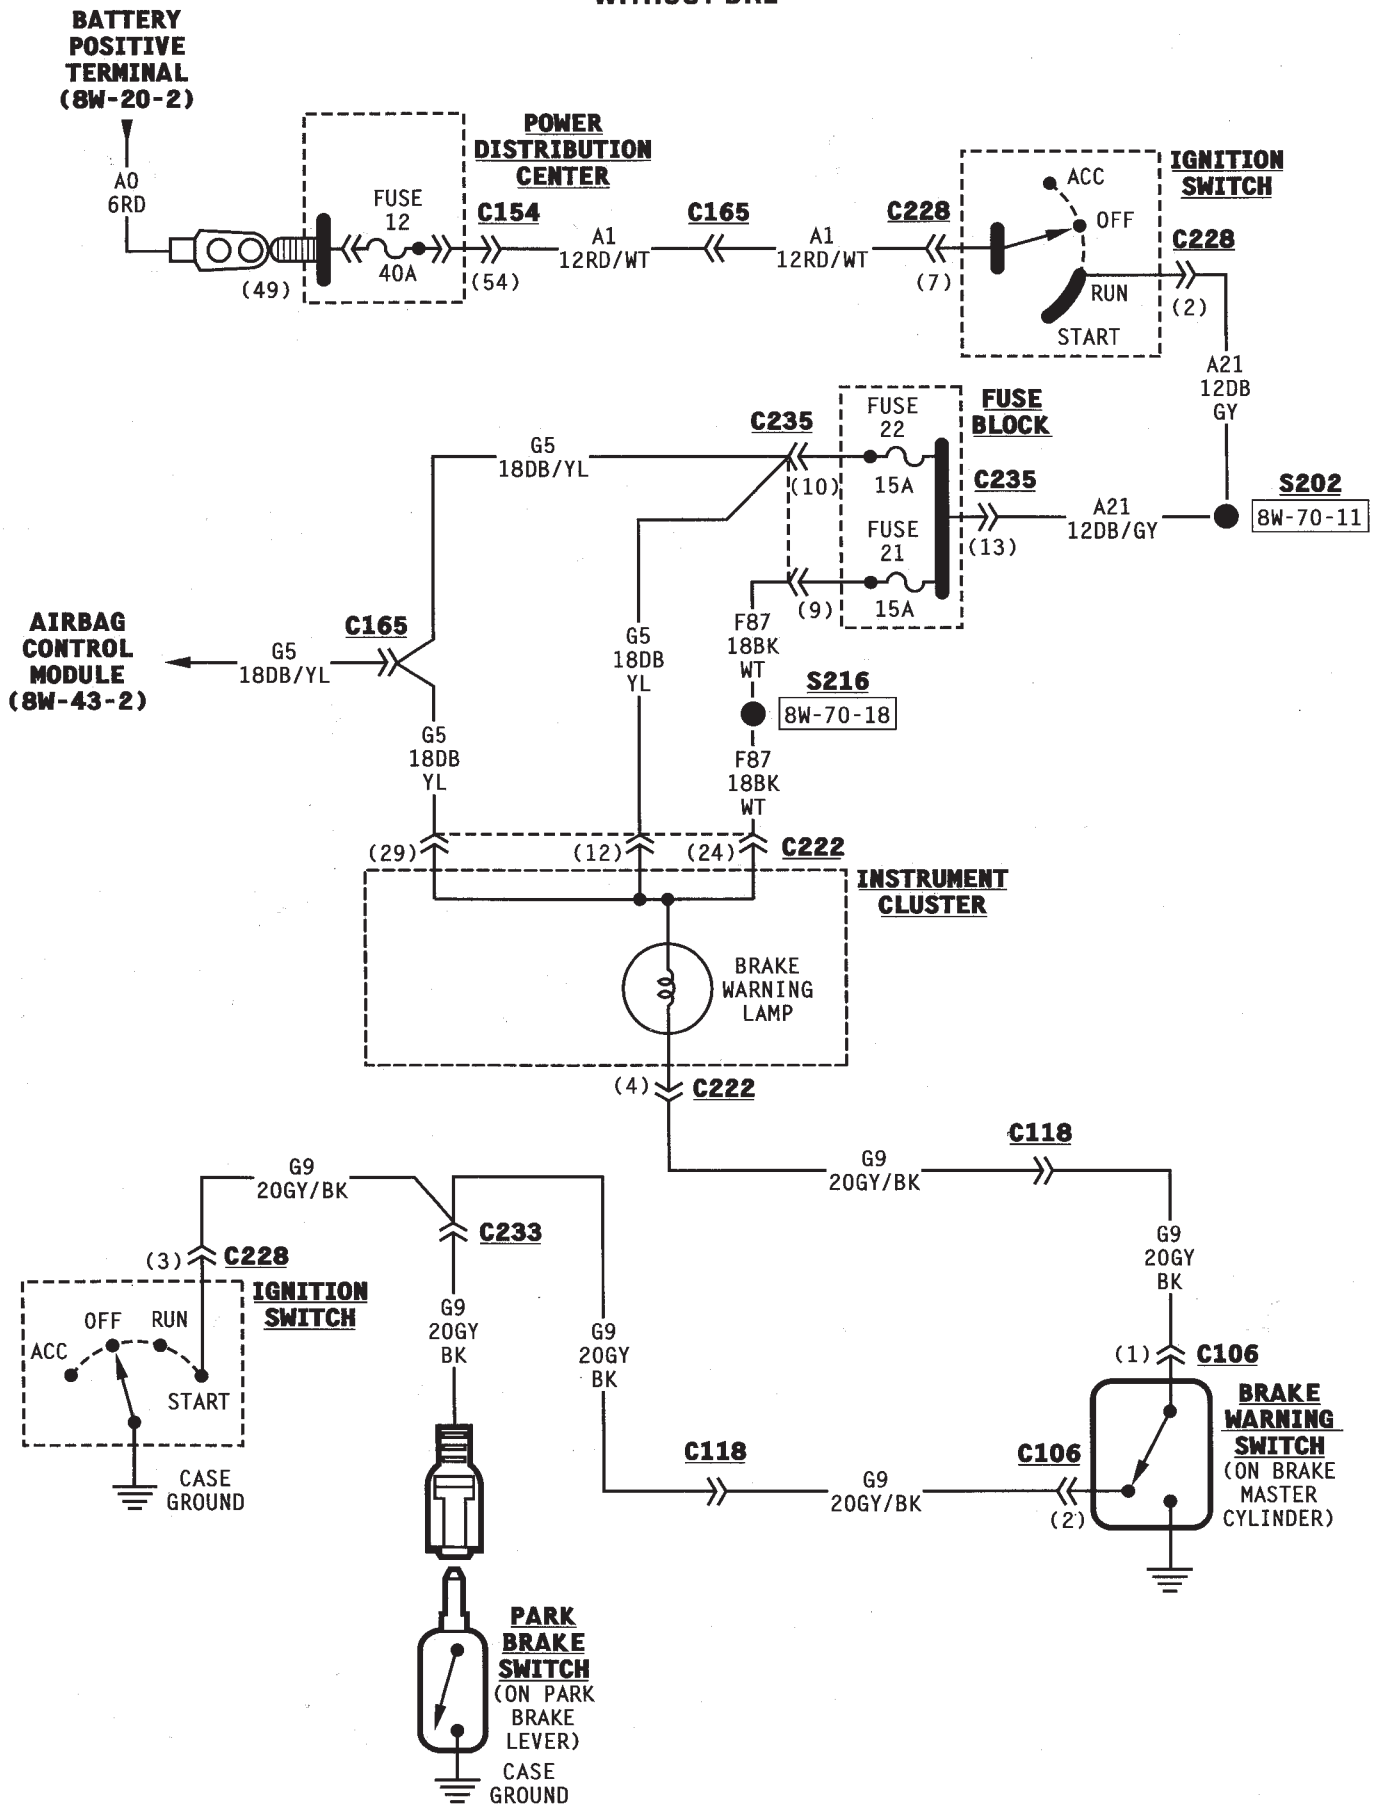 WITHOUT DRL
BATTERY
POSITIVE
TERMINAL
(8W-20-2)
A0
6RD
(49)
FUSE
12
40A
POWER
DISTRIBUTION
CENTER
C154
(54)
A1
12RD/WT
C165
A1
12RD/WT
C228
(7)
ACC
OFF
RUN
START
IGNITION
SWITCH
C228
(2)
A21
12DB
GY
S202
8W-70-11
A21
12DB/GY
C235
(13)
FUSE
BLOCK
FUSE
22
15A
FUSE
21
15A
C235
(10)
(9)
G5
18DB/YL
AIRBAG
CONTROL
MODULE
(8W-43-2)
G5
18DB/YL
C165
G5
18DB
YL
G5
18DB
YL
F87
18BK
WT
S216
8W-70-18
F87
18BK
WT
(29)
(12)
(24)
C222
INSTRUMENT
CLUSTER
BRAKE
WARNING
LAMP
(4)
C222
G9
20GY/BK
C118
G9
20GY
BK
(1)
C106
BRAKE
WARNING
SWITCH
(ON BRAKE
MASTER
CYLINDER)
C106
(2)
G9
20GY/BK
C118
G9
20GY
BK
G9
20GY/BK
C233
(3)
C228
IGNITION
SWITCH
ACC
OFF
RUN
START
CASE
GROUND
G9
20GY
BK
PARK
BRAKE
SWITCH
(ON PARK
BRAKE
LEVER)
CASE
GROUND